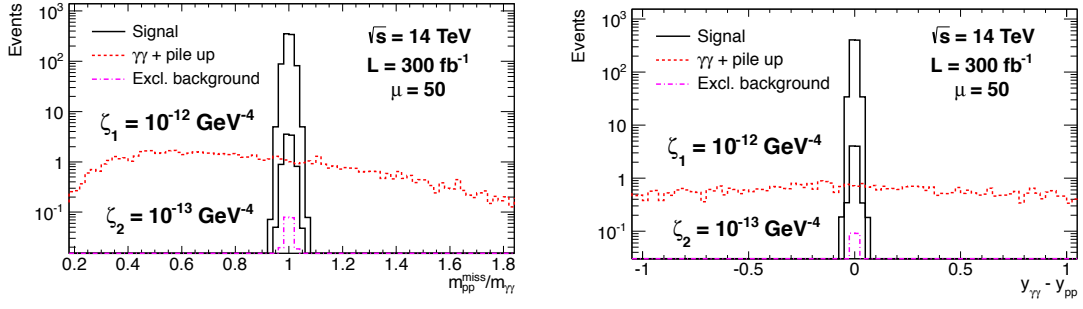 Events
10³
10²
10
1
10⁻¹
Signal
γγ + pile up
Excl. background
√s = 14 TeV
L = 300 fb⁻¹
μ = 50
ζ₁ = 10⁻¹² GeV⁻⁴
ζ₂ = 10⁻¹³ GeV⁻⁴
0.2 0.4 0.6 0.8 1 1.2 1.4 1.6 1.8
m_pp^miss/m_γγ
Events
10³
10²
10
1
10⁻¹
Signal
γγ + pile up
Excl. background
√s = 14 TeV
L = 300 fb⁻¹
μ = 50
ζ₁ = 10⁻¹² GeV⁻⁴
ζ₂ = 10⁻¹³ GeV⁻⁴
-1 -0.5 0 0.5 1
y_γγ - y_pp